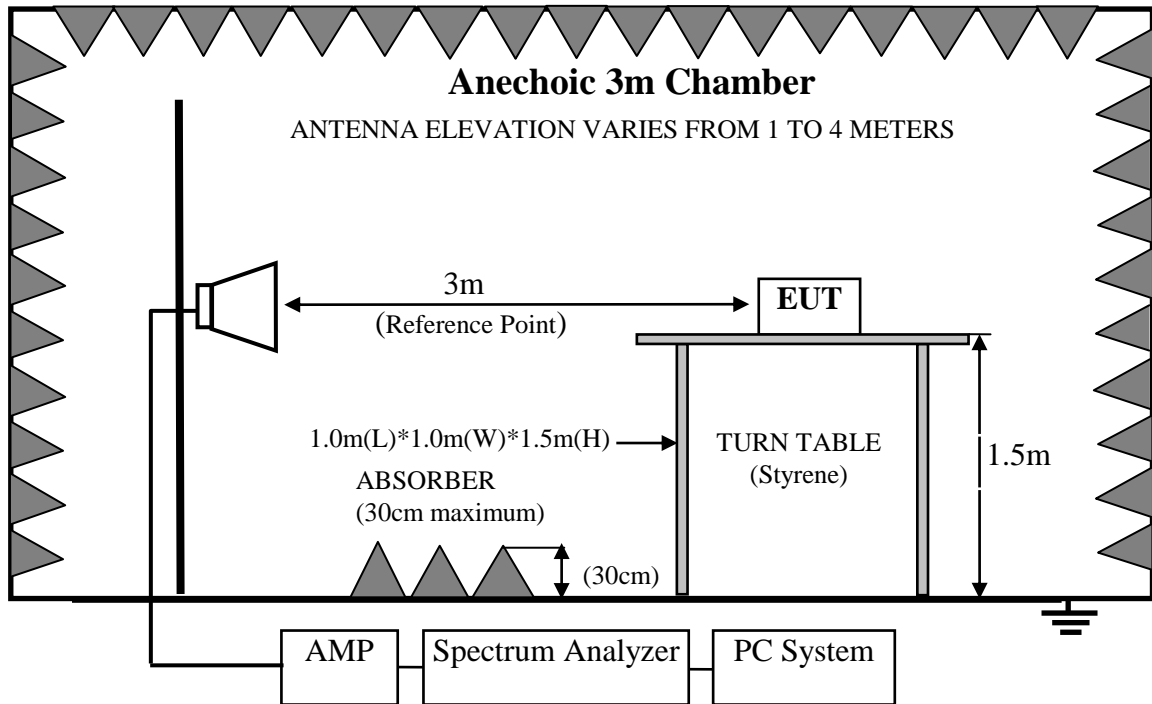 Anechoic 3m Chamber
ANTENNA ELEVATION VARIES FROM 1 TO 4 METERS
3m
(Reference Point)
EUT
1.0m(L)*1.0m(W)*1.5m(H)
TURN TABLE
(Styrene)
1.5m
ABSORBER
(30cm maximum)
(30cm)
AMP
Spectrum Analyzer
PC System